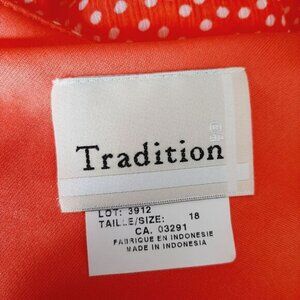 Tradition
LOT: 3912
TAILLE/SIZE: 18
CA. 03291
FABRIQUE EN INDONESIE
MADE IN INDONESIA